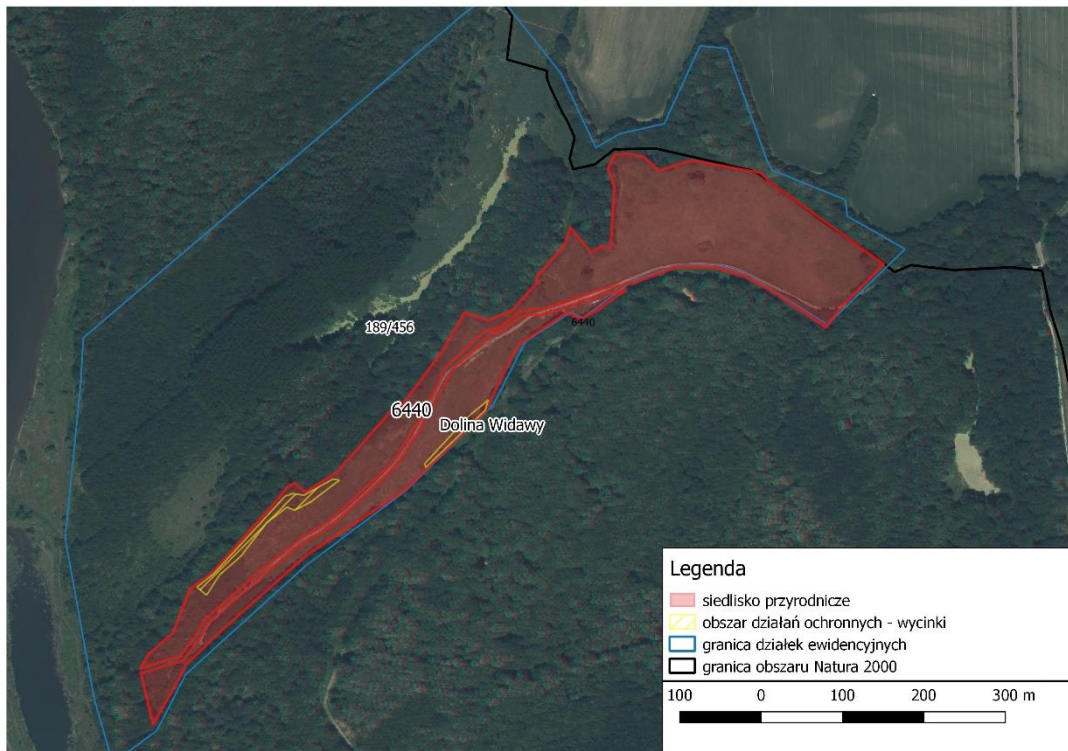 189/456
6440
6440
Dolina Widawy
Legenda
siedlisko przyrodnicze
obszar działań ochronnych - wycinki
granica działek ewidencyjnych
granica obszaru Natura 2000
100 0 100 200 300 m